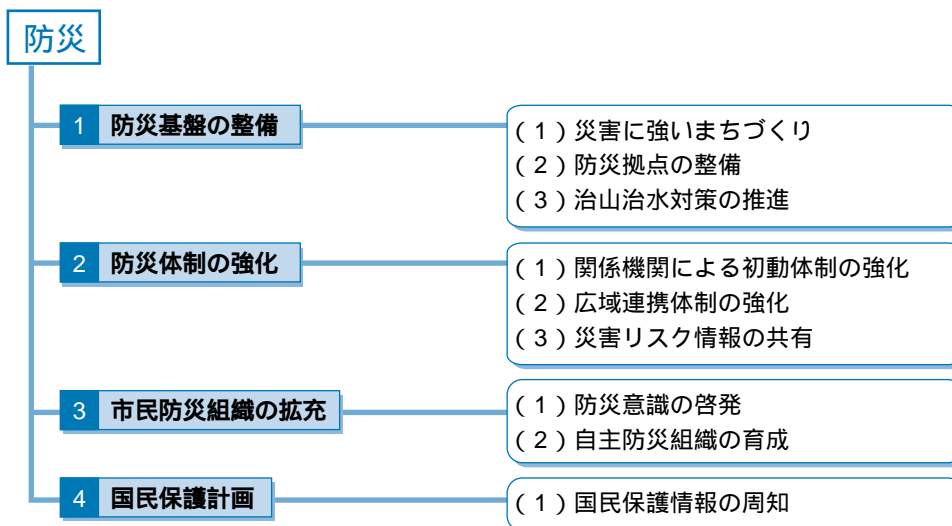 防災
1 防災基盤の整備
(1)災害に強いまちづくり
(2)防災拠点の整備
(3)治山治水対策の推進
2 防災体制の強化
(1)関係機関による初動体制の強化
(2)広域連携体制の強化
(3)災害リスク情報の共有
3 市民防災組織の拡充
(1)防災意識の啓発
(2)自主防災組織の育成
4 国民保護計画
(1)国民保護情報の周知